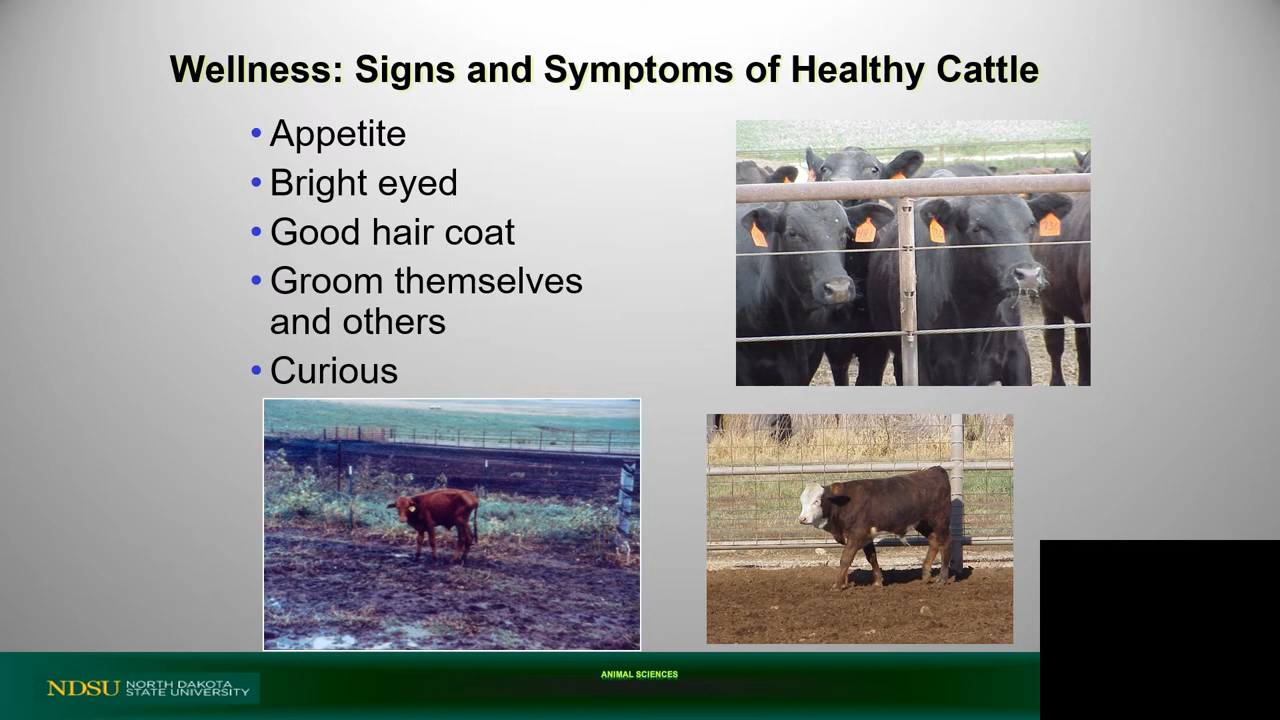 Wellness: Signs and Symptoms of Healthy Cattle
• Appetite
• Bright eyed
• Good hair coat
• Groom themselves
and others
• Curious
NDSU NORTH DAKOTA
STATE UNIVERSITY
ANIMAL SCIENCES